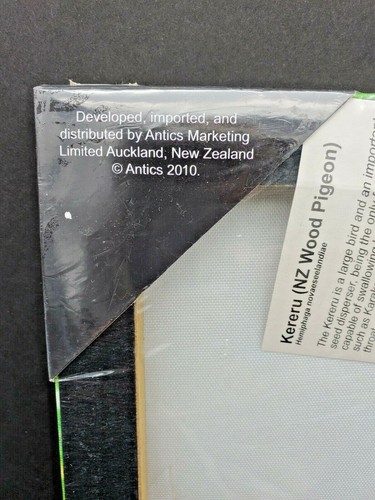 Developed, imported, and
distributed by Antics Marketing
Limited Auckland, New Zealand
© Antics 2010.
Kereru (NZ Wood Pigeon)
Hemiphaga novaeseelandiae
The Kereru is a large bird and an important
seed disperser, being the only
capable of swallowing
such as Karaka
throat